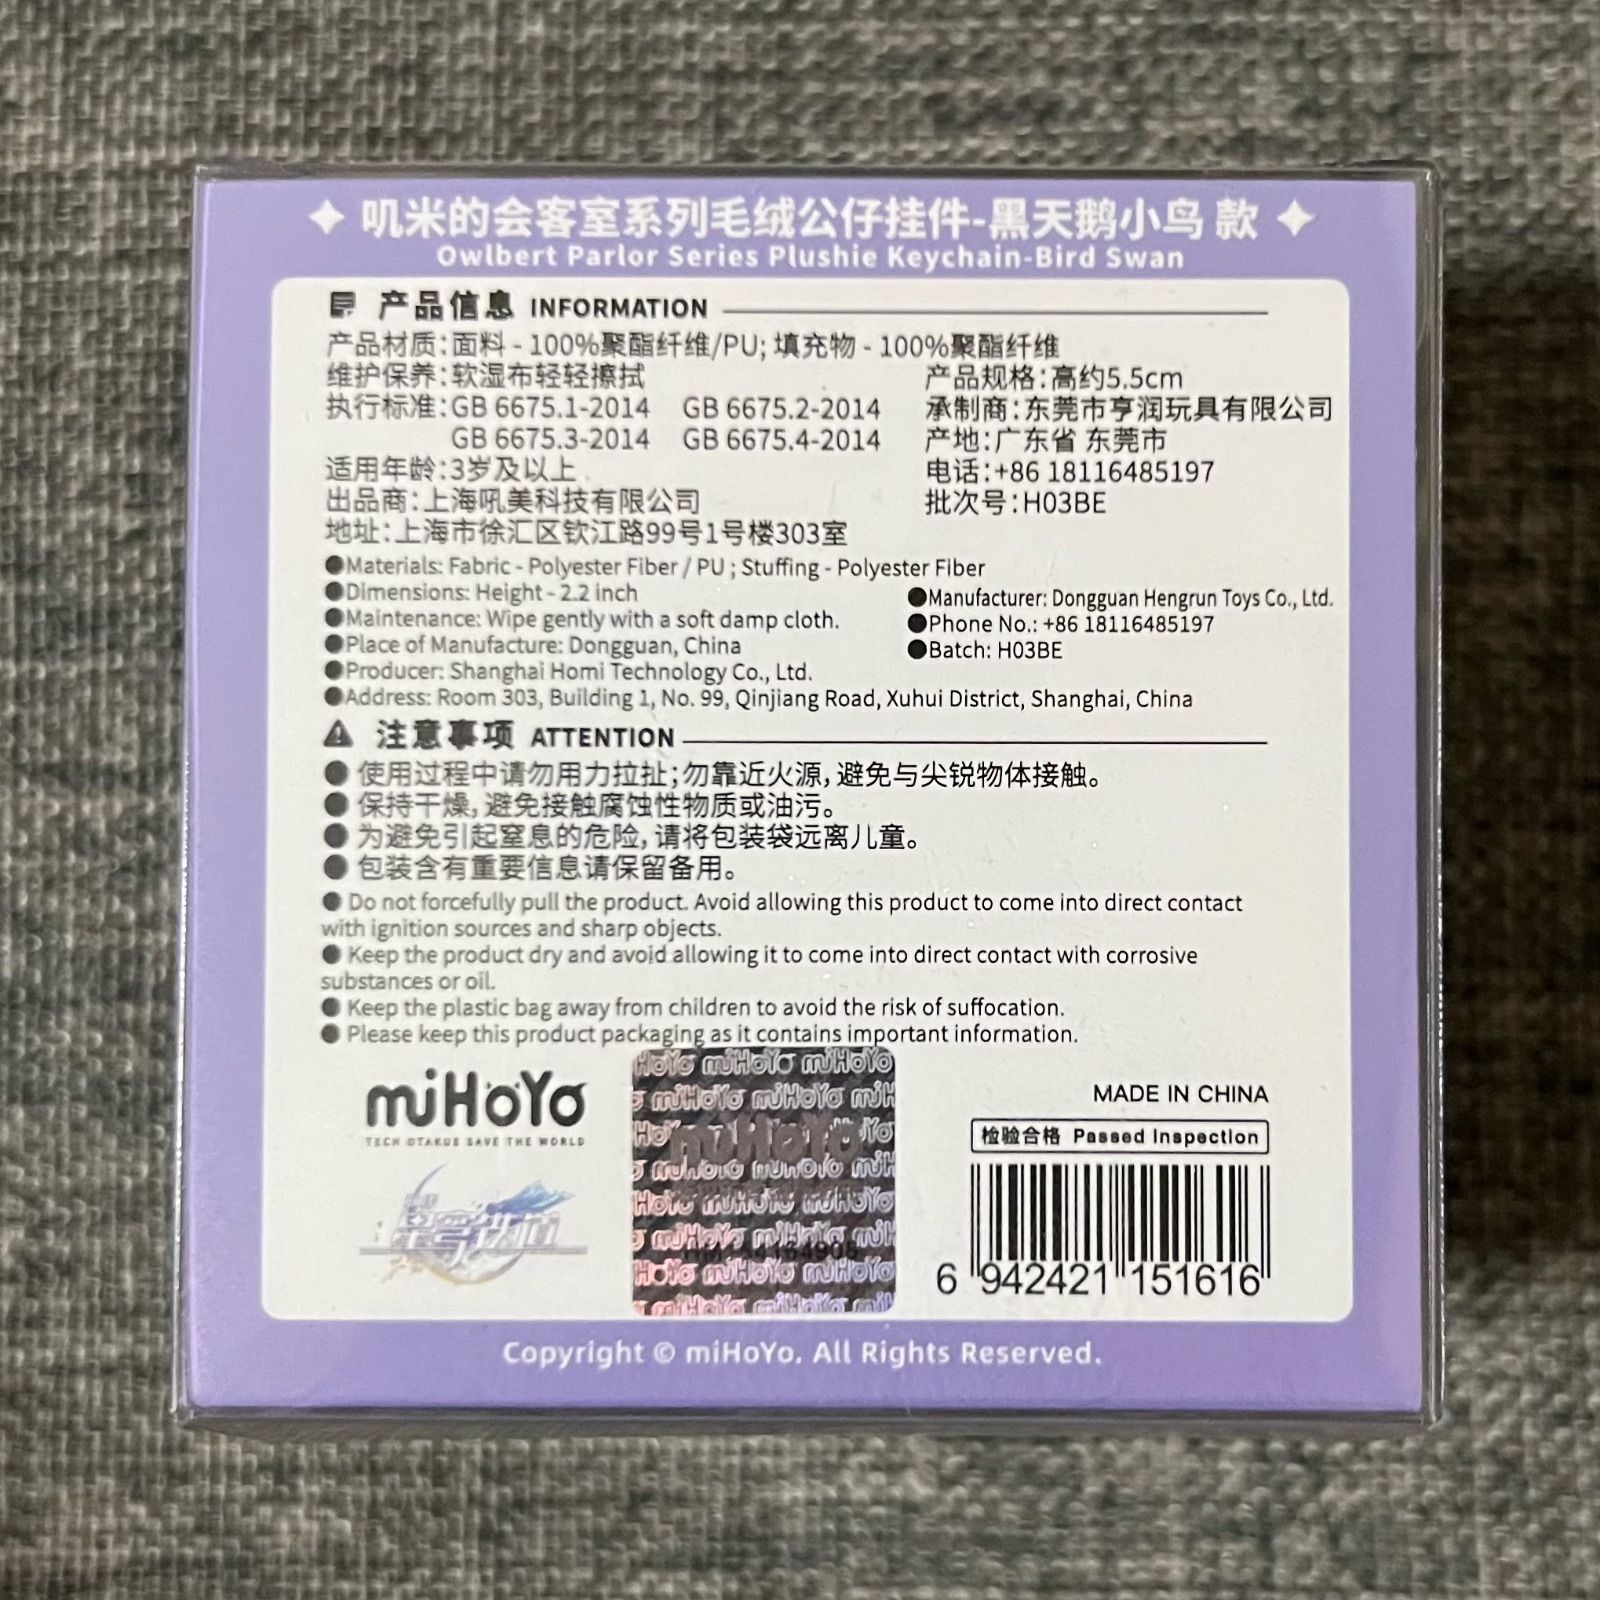 叽米的会客室系列毛绒公仔挂件-黑天鹅小鸟 款
Owlbert Parlor Series Plushie Keychain-Bird Swan
产品信息 INFORMATION
产品材质:面料 - 100%聚酯纤维/PU; 填充物 - 100%聚酯纤维
维护保养:软湿布轻轻擦拭
执行标准:GB 6675.1-2014 GB 6675.2-2014
GB 6675.3-2014 GB 6675.4-2014
适用年龄:3岁及以上
出品商:上海吼美科技有限公司
地址:上海市徐汇区钦江路99号1号楼303室
产品规格:高约5.5cm
承制商:东莞市亨润玩具有限公司
产地:广东省 东莞市
电话:+86 18116485197
批次号:H03BE
●Materials: Fabric - Polyester Fiber / PU ; Stuffing - Polyester Fiber
●Dimensions: Height - 2.2 inch
●Maintenance: Wipe gently with a soft damp cloth.
●Place of Manufacture: Dongguan, China
●Producer: Shanghai Homi Technology Co., Ltd.
●Address: Room 303, Building 1, No. 99, Qinjiang Road, Xuhui District, Shanghai, China
●Manufacturer: Dongguan Hengrun Toys Co., Ltd.
●Phone No.: +86 18116485197
●Batch: H03BE
注意事项 ATTENTION
● 使用过程中请勿用力拉扯;勿靠近火源,避免与尖锐物体接触。
● 保持干燥,避免接触腐蚀性物质或油污。
● 为避免引起窒息的危险,请将包装袋远离儿童。
● 包装含有重要信息请保留备用。
● Do not forcefully pull the product. Avoid allowing this product to come into direct contact
with ignition sources and sharp objects.
● Keep the product dry and avoid allowing it to come into direct contact with corrosive
substances or oil.
● Keep the plastic bag away from children to avoid the risk of suffocation.
● Please keep this product packaging as it contains important information.
miHoYo
TECH OTAKUS SAVE THE WORLD
崩坏 星穹铁道
miHoYo
MADE IN CHINA
检验合格 Passed Inspection
6 942421 151616
Copyright © miHoYo. All Rights Reserved.